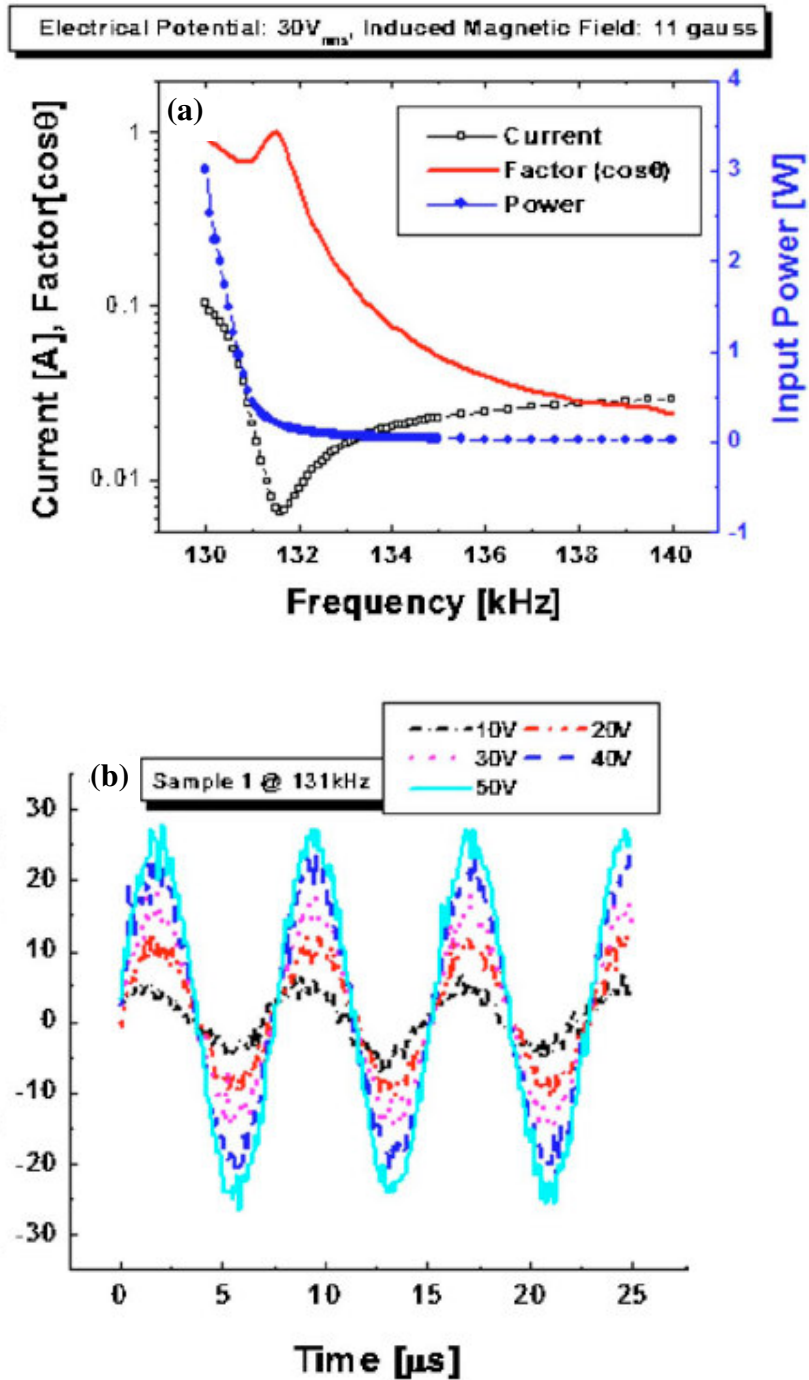 Electrical Potential: 30Vrms, Induced Magnetic Field: 11 gauss
(a)
Current
Factor (cosθ)
Power
Current [A], Factor[cosθ]
1
0.1
0.01
4
3
2
1
0
-1
Input Power [W]
130 132 134 136 138 140
Frequency [kHz]
10V 20V
30V 40V
50V
(b)
Sample 1 @ 131kHz
30
20
10
0
-10
-20
-30
0 5 10 15 20 25
Time [μs]